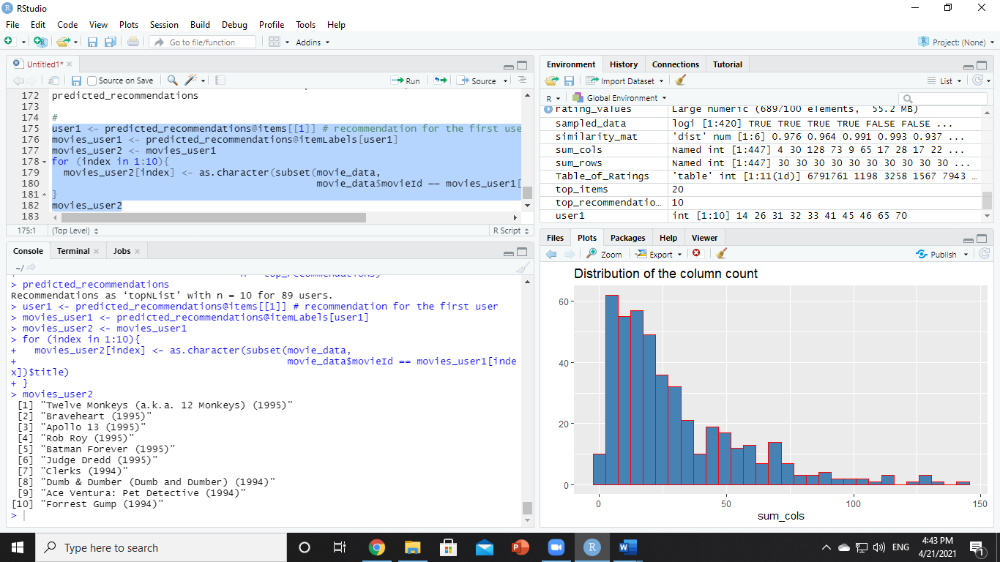 RStudio
File Edit Code View Plots Session Build Debug Profile Tools Help
Go to file/function Addins Project: (None)
Untitled1*
Source on Save Run Source
172 predicted_recommendations
173
174 #
175 user1 <- predicted_recommendations@items[[1]] # recommendation for the first use
176 movies_user1 <- predicted_recommendations@itemLabels[user1]
177 movies_user2 <- movies_user1
178 for (index in 1:10){
179 movies_user2[index] <- as.character(subset(movie_data,
180 movie_data$movieId == movies_user1[
181 }
182 movies_user2
183
175:1 (Top Level) R Script
Console Terminal Jobs
~/
> predicted_recommendations
Recommendations as ‘topNList’ with n = 10 for 89 users.
> user1 <- predicted_recommendations@items[[1]] # recommendation for the first user
> movies_user1 <- predicted_recommendations@itemLabels[user1]
> movies_user2 <- movies_user1
> for (index in 1:10){
+ movies_user2[index] <- as.character(subset(movie_data,
+ movie_data$movieId == movies_user1[inde
x])$title)
+ }
> movies_user2
[1] "Twelve Monkeys (a.k.a. 12 Monkeys) (1995)"
[2] "Braveheart (1995)"
[3] "Apollo 13 (1995)"
[4] "Rob Roy (1995)"
[5] "Batman Forever (1995)"
[6] "Judge Dredd (1995)"
[7] "Clerks (1994)"
[8] "Dumb & Dumber (Dumb and Dumber) (1994)"
[9] "Ace Ventura: Pet Detective (1994)"
[10] "Forrest Gump (1994)"
>
Environment History Connections Tutorial
Import Dataset List
R Global Environment
rating_values Large numeric (6897100 elements, 55.2 MB)
sampled_data logi [1:420] TRUE TRUE TRUE TRUE FALSE FALSE ...
similarity_mat 'dist' num [1:6] 0.976 0.964 0.991 0.993 0.937 ...
sum_cols Named int [1:447] 4 30 128 73 9 65 17 28 17 22 ...
sum_rows Named int [1:447] 30 30 30 30 30 30 30 30 30 30 ...
Table_of_Ratings 'table' int [1:11(1d)] 6791761 1198 3258 1567 7943 …
top_items 20
top_recommendatio… 10
user1 int [1:10] 14 26 31 32 33 41 45 46 65 70
Files Plots Packages Help Viewer
Zoom Export Publish
Distribution of the column count
60
40
20
0
0 50 100 150
sum_cols
Type here to search
ENG
4:43 PM
4/21/2021
1